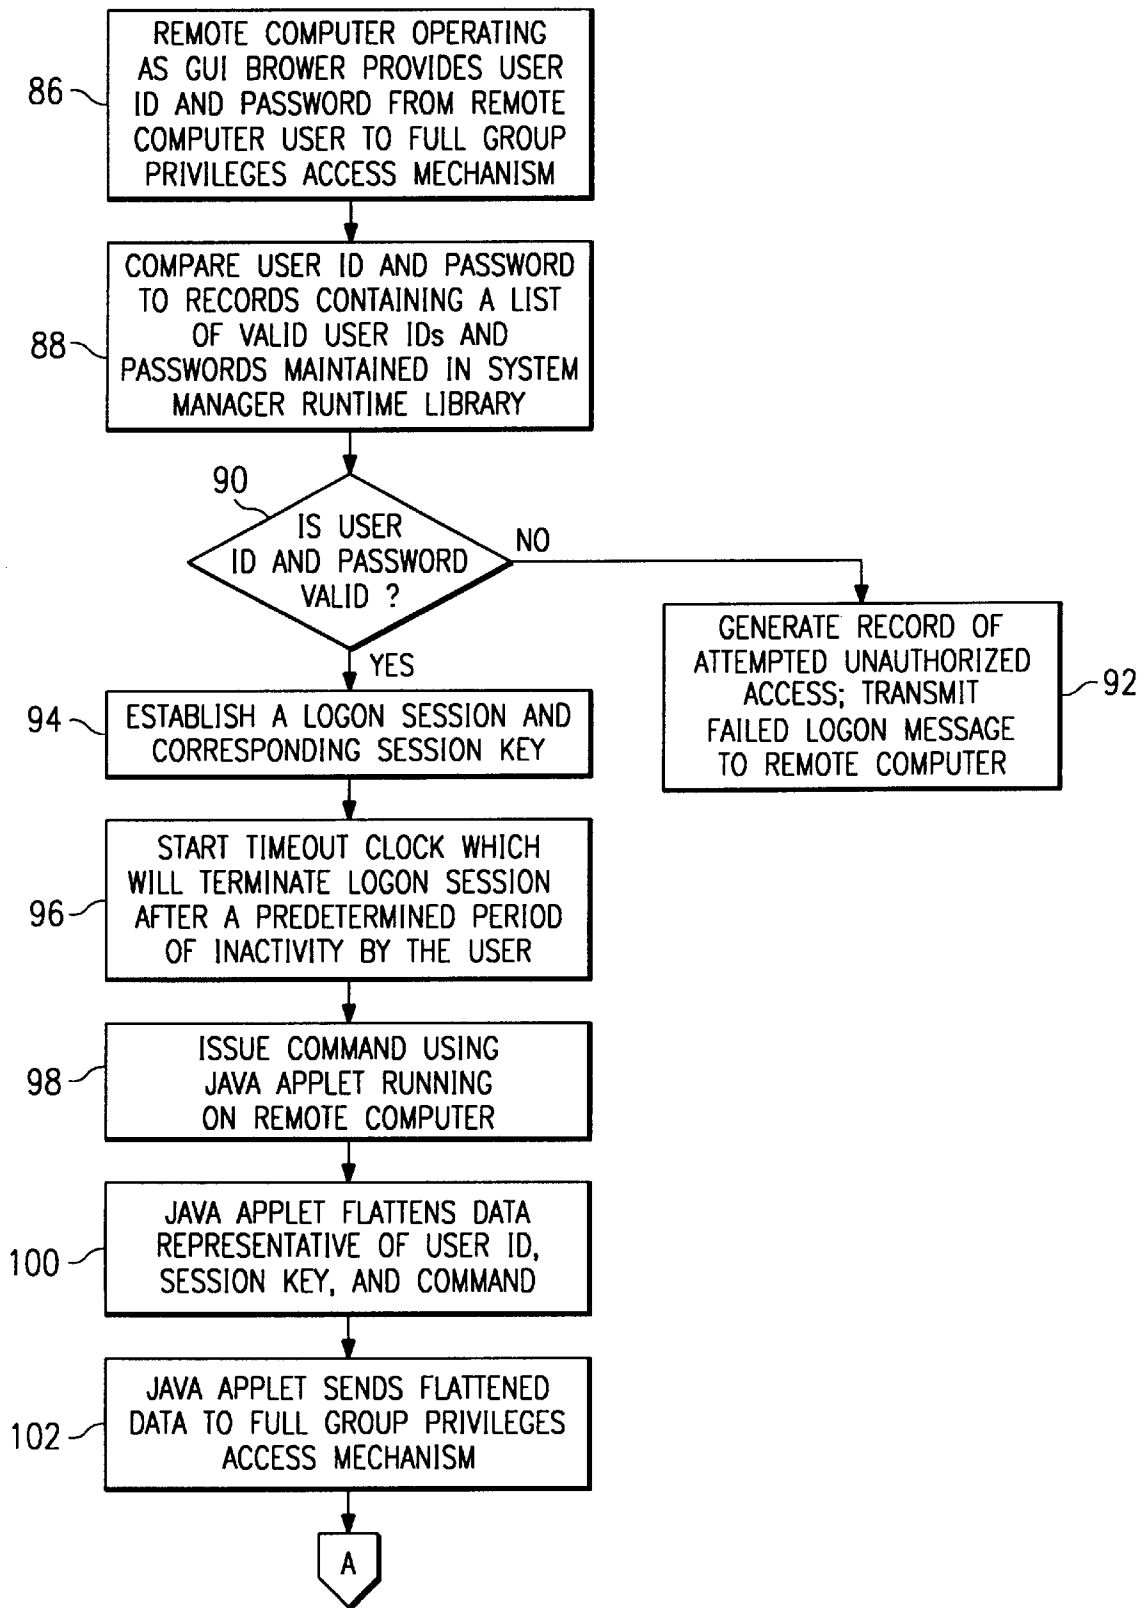 REMOTE COMPUTER OPERATING
AS GUI BROWER PROVIDES USER
ID AND PASSWORD FROM REMOTE
COMPUTER USER TO FULL GROUP
PRIVILEGES ACCESS MECHANISM
86
COMPARE USER ID AND PASSWORD
TO RECORDS CONTAINING A LIST
OF VALID USER IDs AND
PASSWORDS MAINTAINED IN SYSTEM
MANAGER RUNTIME LIBRARY
88
90
IS USER
ID AND PASSWORD
VALID ?
NO
YES
GENERATE RECORD OF
ATTEMPTED UNAUTHORIZED
ACCESS; TRANSMIT
FAILED LOGON MESSAGE
TO REMOTE COMPUTER
92
94
ESTABLISH A LOGON SESSION AND
CORRESPONDING SESSION KEY
START TIMEOUT CLOCK WHICH
WILL TERMINATE LOGON SESSION
AFTER A PREDETERMINED PERIOD
OF INACTIVITY BY THE USER
96
ISSUE COMMAND USING
JAVA APPLET RUNNING
ON REMOTE COMPUTER
98
JAVA APPLET FLATTENS DATA
REPRESENTATIVE OF USER ID,
SESSION KEY, AND COMMAND
100
JAVA APPLET SENDS FLATTENED
DATA TO FULL GROUP PRIVILEGES
ACCESS MECHANISM
102
A